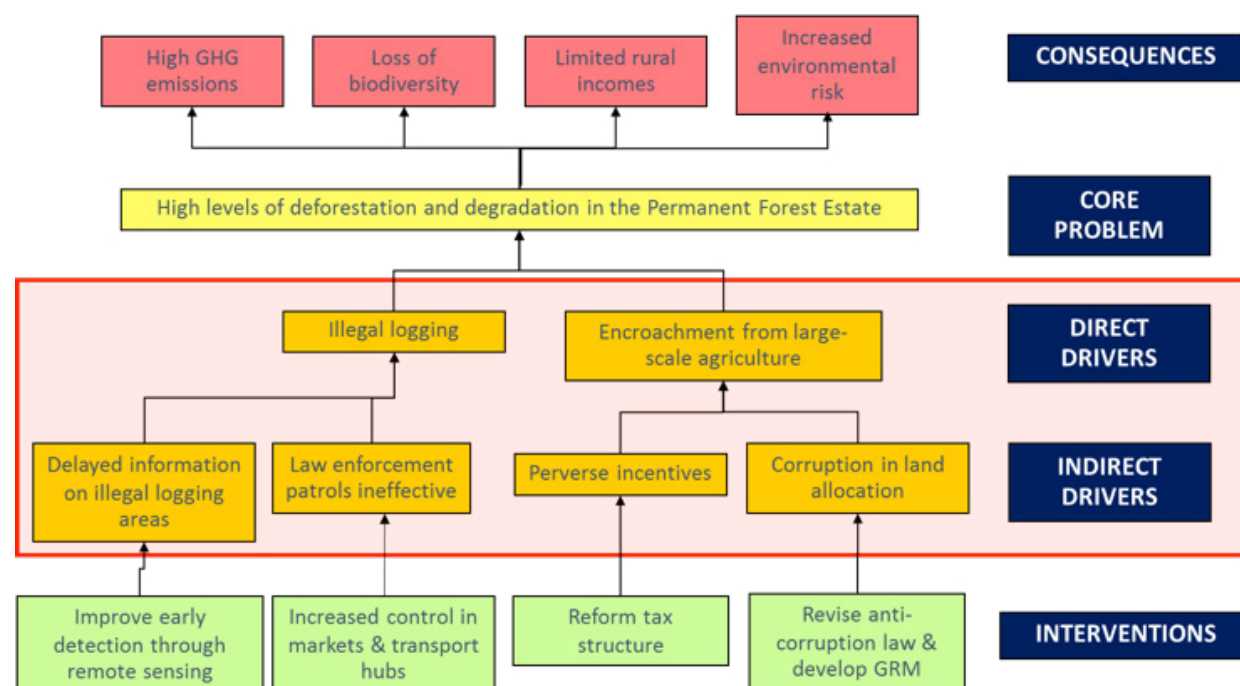 High GHG
emissions
Loss of
biodiversity
Limited rural
incomes
Increased
environmental
risk
CONSEQUENCES
High levels of deforestation and degradation in the Permanent Forest Estate
CORE
PROBLEM
Illegal logging
Encroachment from large-
scale agriculture
DIRECT
DRIVERS
Delayed information
on illegal logging
areas
Law enforcement
patrols ineffective
Perverse incentives
Corruption in land
allocation
INDIRECT
DRIVERS
Improve early
detection through
remote sensing
Increased control in
markets & transport
hubs
Reform tax
structure
Revise anti-
corruption law &
develop GRM
INTERVENTIONS